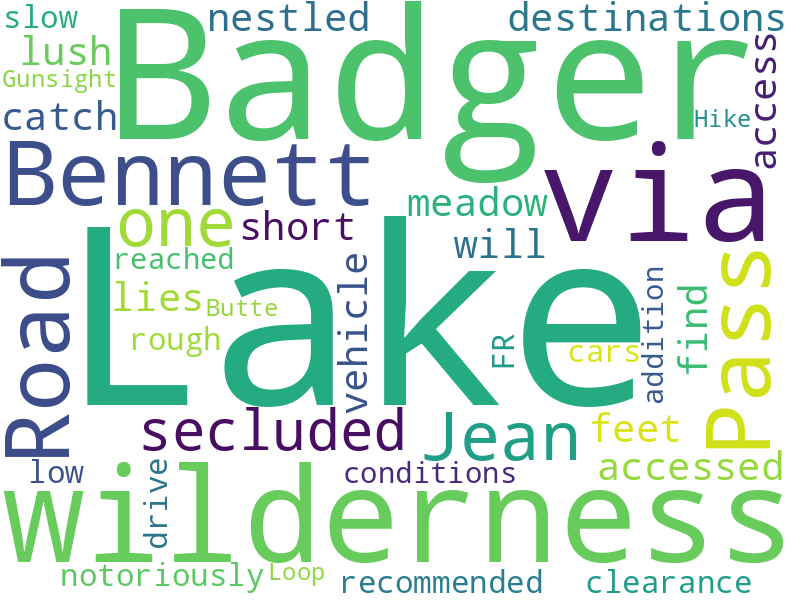 slow
nestled
destinations
Badger
lush
Gunsight
catch
Hike
access
Bennett
via
one
short
meadow
will
Road
Lake
reached
lies
Butte
rough
vehicle
FR
cars
addition
find
Pass
secluded
Jean
feet
low
drive
conditions
accessed
wilderness
notoriously
Loop
recommended
clearance